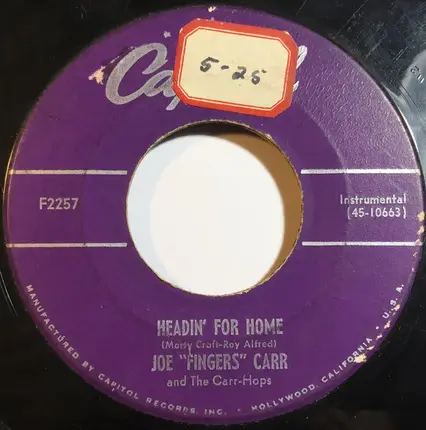 Capitol
5-25
F2257
Instrumental
(45-10663)
HEADIN' FOR HOME
(Morty Craft-Roy Alfred)
JOE "FINGERS" CARR
and The Carr-Hops
MANUFACTURED BY CAPITOL RECORDS, INC. • HOLLYWOOD, CALIFORNIA • U.S.A.